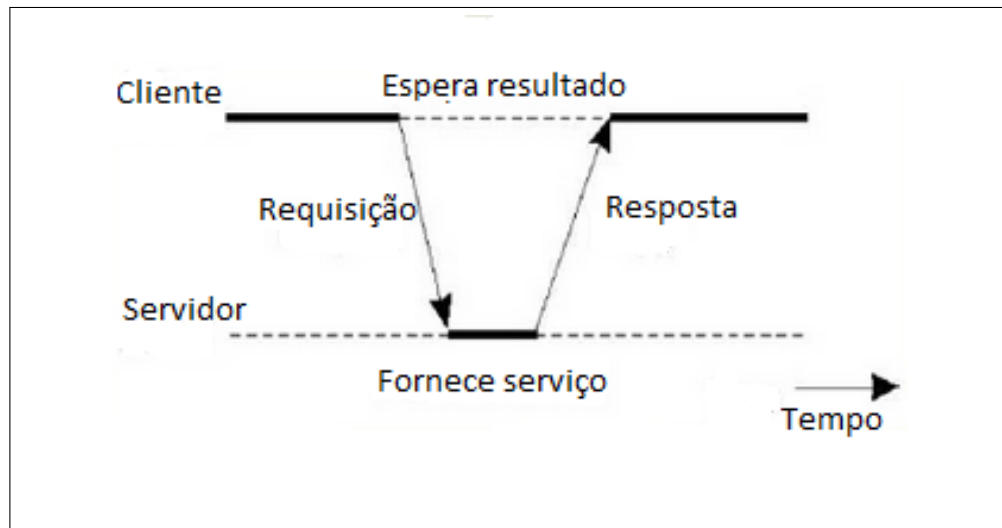 Cliente
Espera resultado
Requisição
Resposta
Servidor
Fornece serviço
Tempo